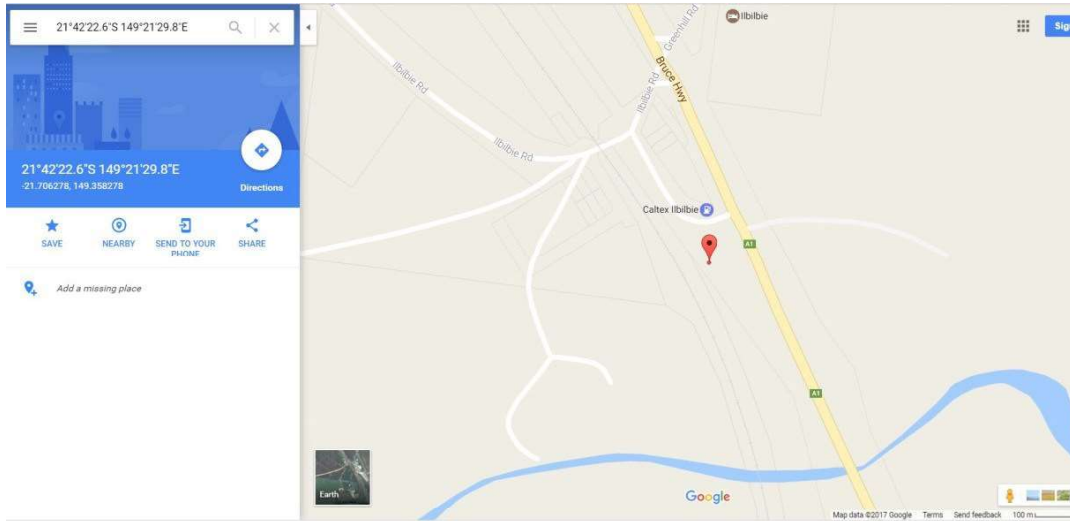 21°42'22.6"S 149°21'29.8"E
21°42'22.6"S 149°21'29.8"E
-21.706278, 149.358278
Directions
SAVE
NEARBY
SEND TO YOUR
PHONE
SHARE
Add a missing place
Ilbilbie
Greenhill Rd
Sign
Bruce Hwy
Ilbilbie Rd
Ilbilbie Rd
Ilbilbie Rd
Caltex Ilbilbie
A1
A1
Earth
Google
Map data ©2017 Google Terms Send feedback 100 m